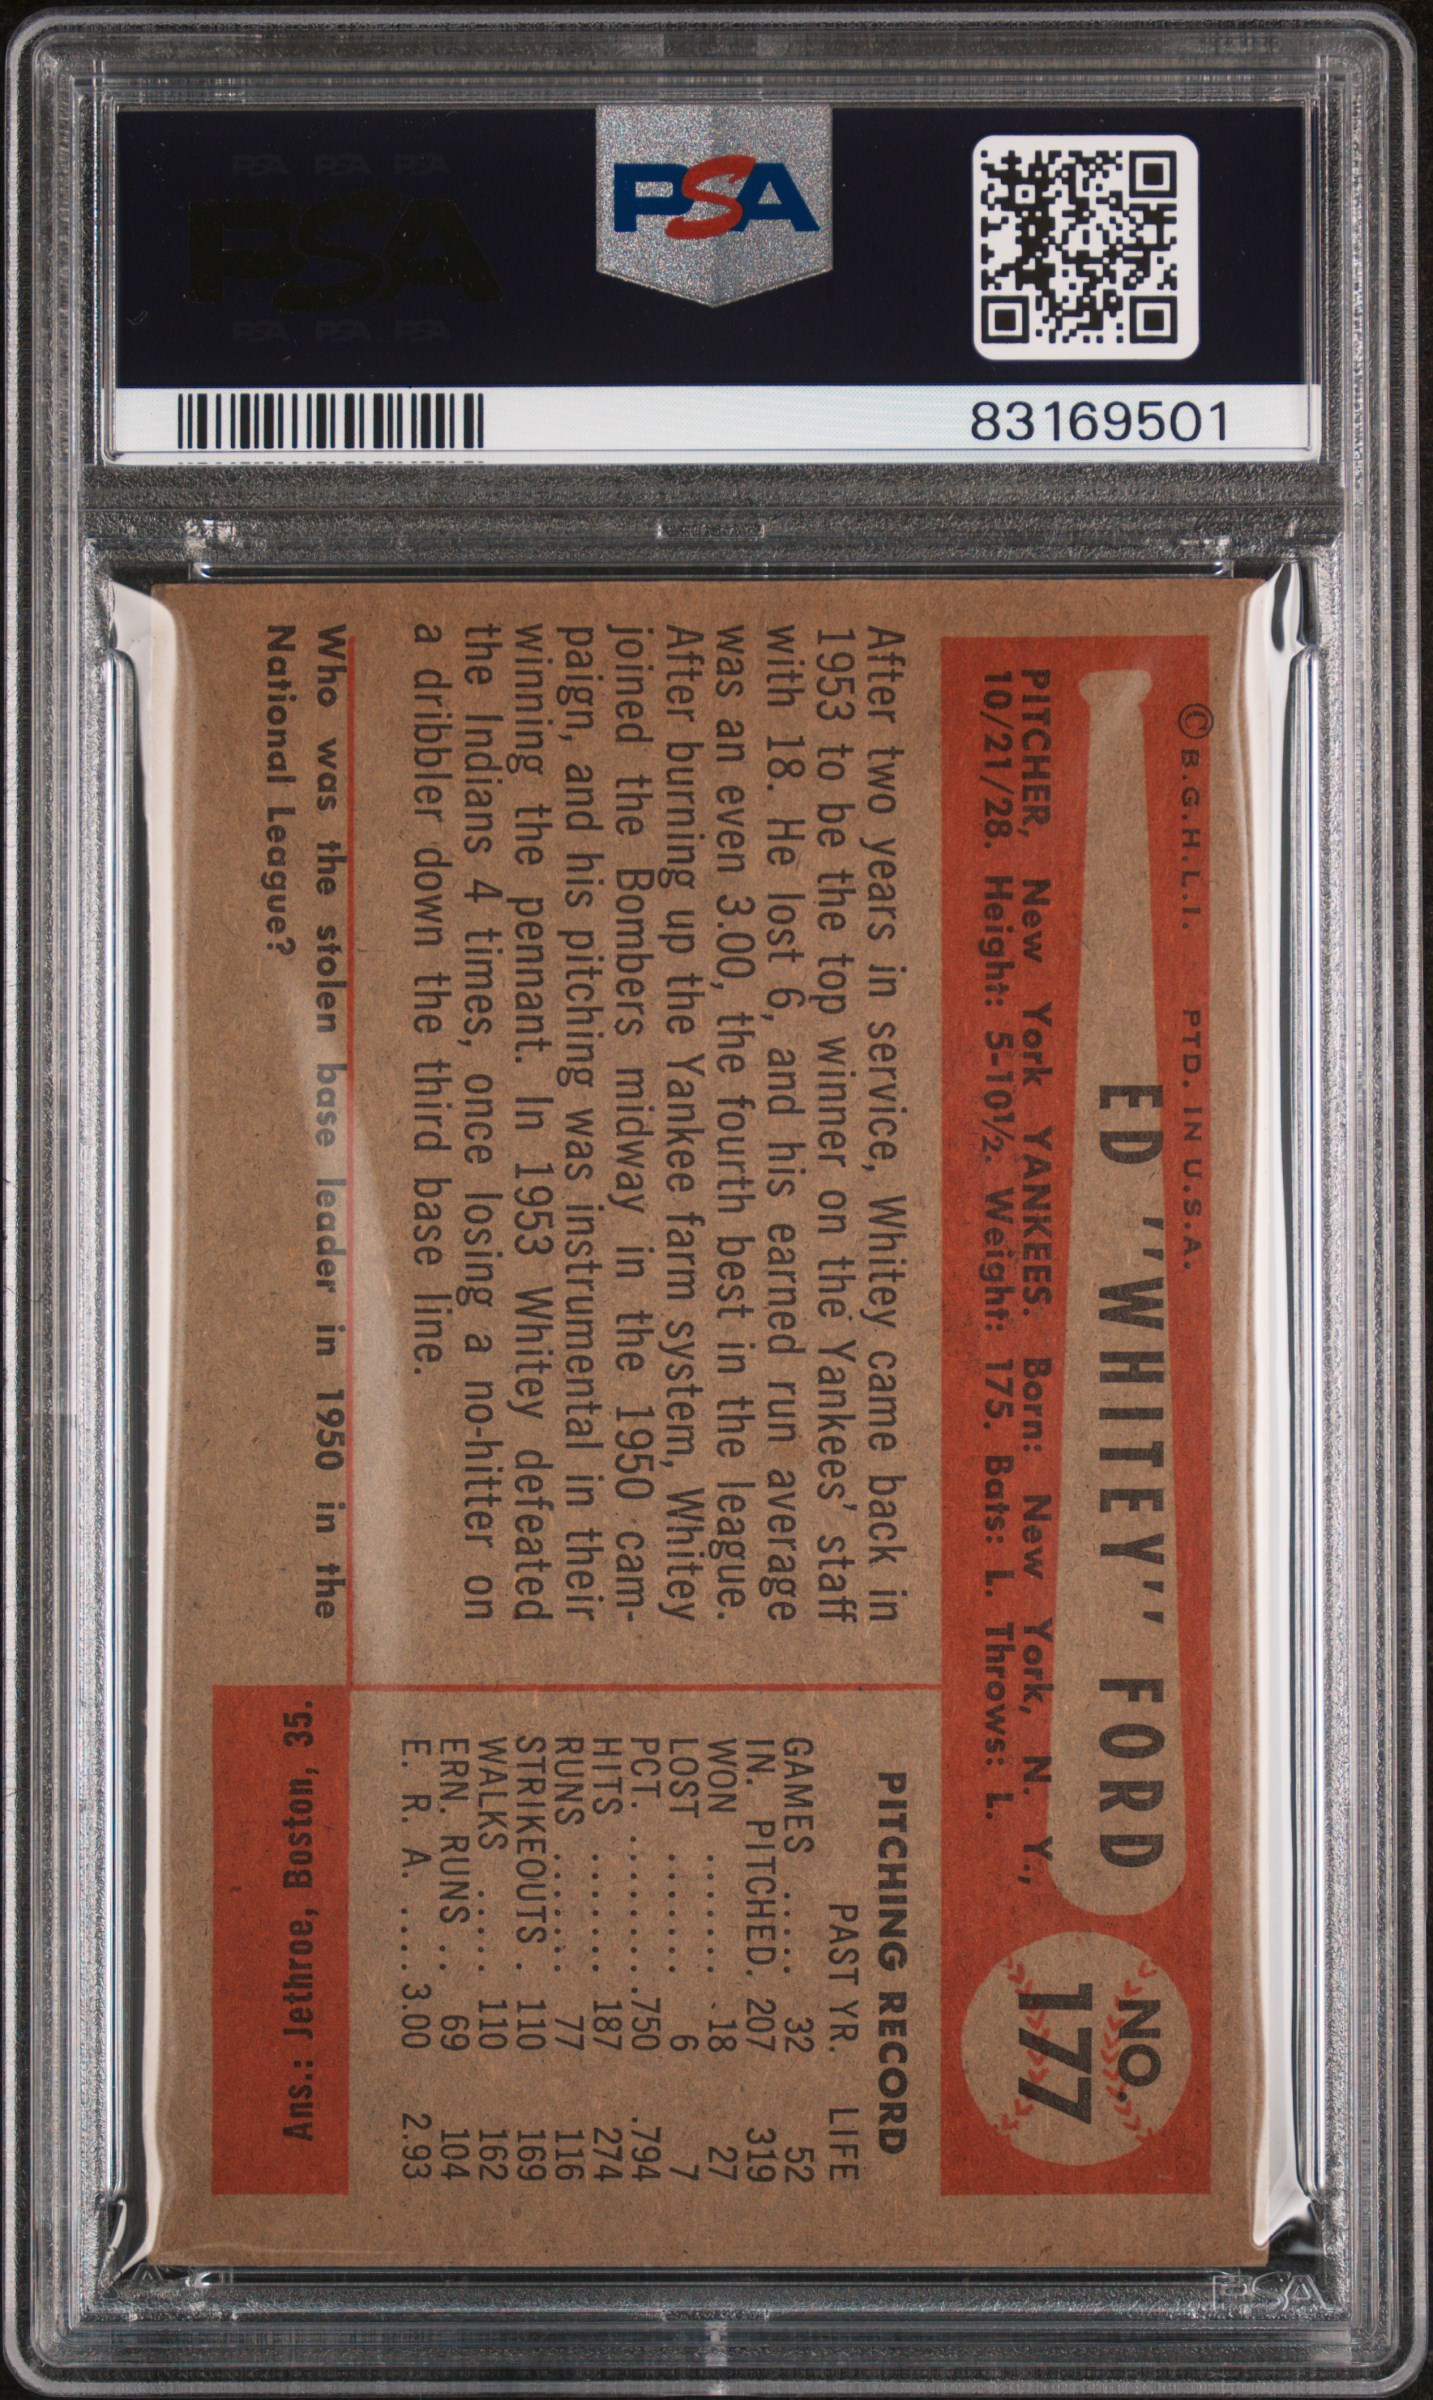 PSA PSA PSA
PSA
PSA PSA PSA
PSA
83169501
© B.G.H.L.I. PTD. IN U.S.A.
ED "WHITEY" FORD
NO.
177
PITCHER, New York YANKEES. Born: New York, N. Y.,
10/21/28. Height: 5-10½. Weight: 175. Bats: L. Throws: L.
After two years in service, Whitey came back in
1953 to be the top winner on the Yankees' staff
with 18. He lost 6, and his earned run average
was an even 3.00, the fourth best in the league.
After burning up the Yankee farm system, Whitey
joined the Bombers midway in the 1950 cam-
paign, and his pitching was instrumental in their
winning the pennant. In 1953 Whitey defeated
the Indians 4 times, once losing a no-hitter on
a dribbler down the third base line.
PITCHING RECORD
PAST YR. LIFE
GAMES ..... 32 52
IN. PITCHED. 207 319
WON ....... 18 27
LOST ....... 6 7
PCT. ........ .750 .794
HITS ....... 187 274
RUNS ...... 77 116
STRIKEOUTS . 110 169
WALKS .... 110 162
ERN. RUNS .. 69 104
E. R. A. .... 3.00 2.93
Who was the stolen base leader in 1950 in the
National League?
Ans.: Jethroe, Boston, 35.
PSA